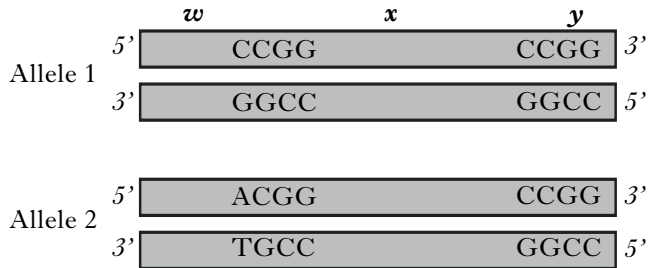 w x y
5’ CCGG CCGG 3’
Allele 1
3’ GGCC GGCC 5’
5’ ACGG CCGG 3’
Allele 2
3’ TGCC GGCC 5’